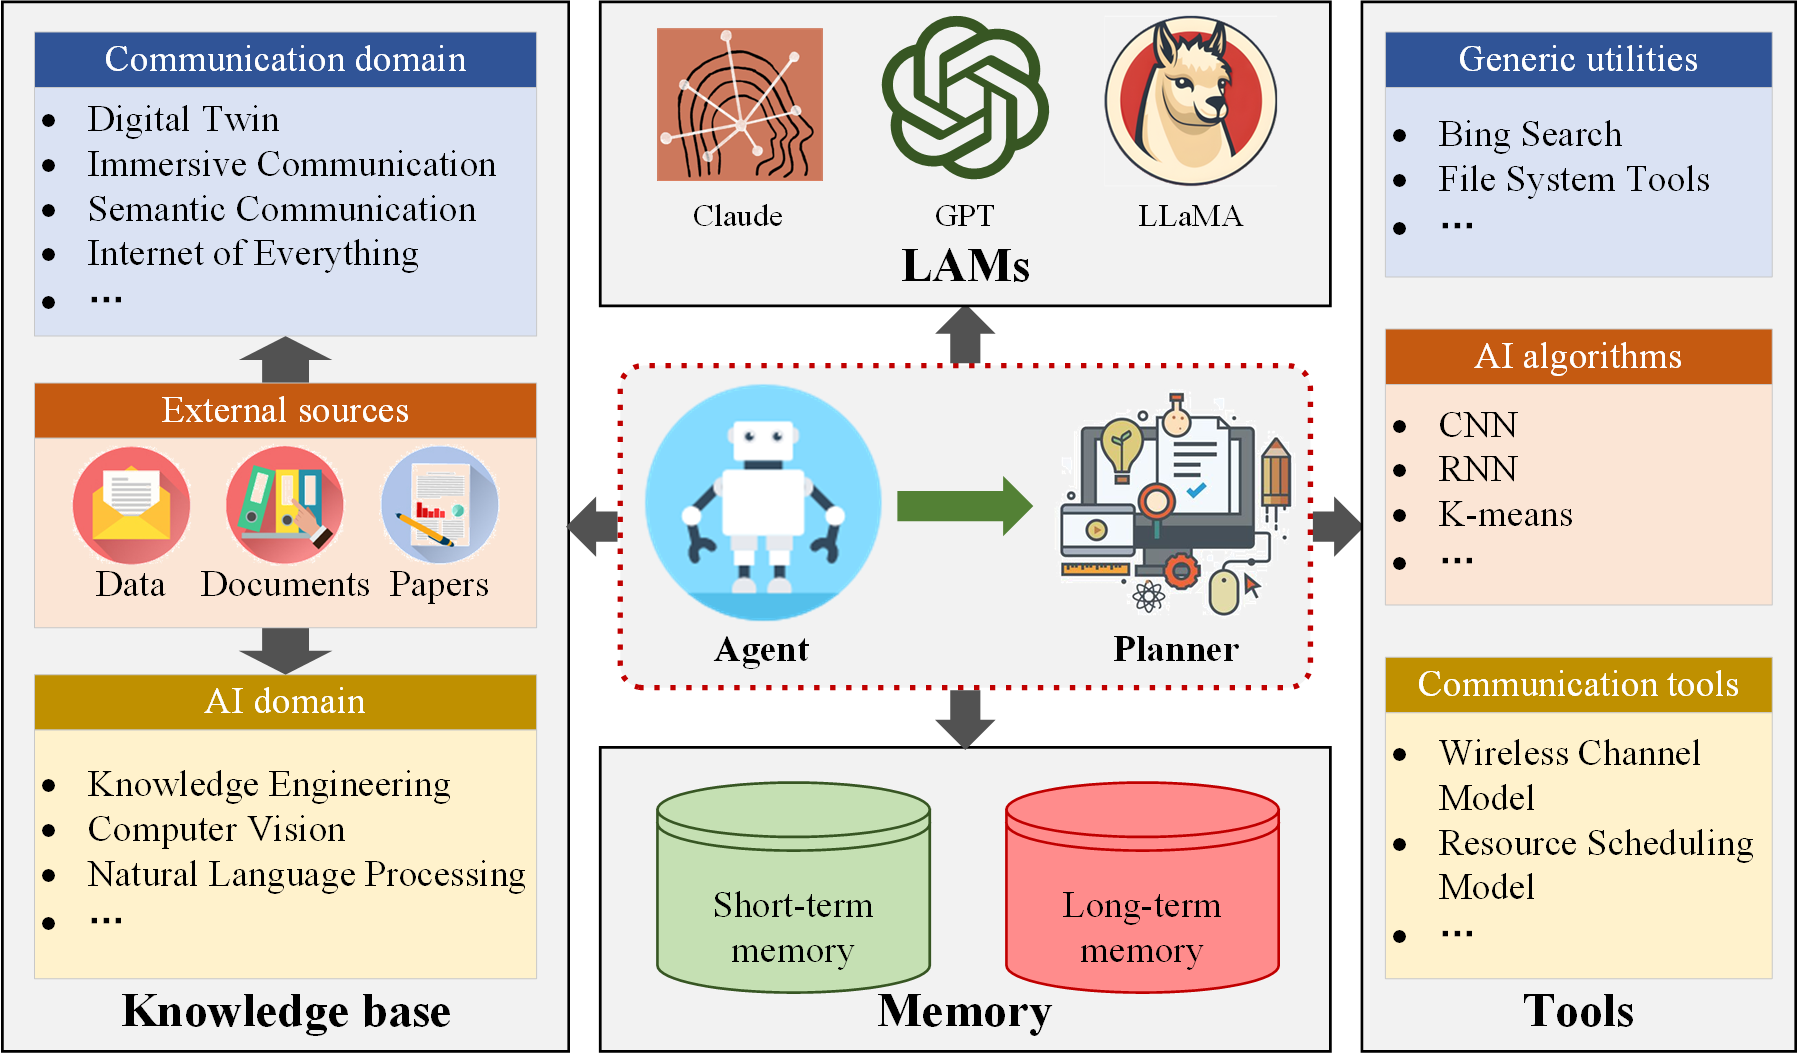 Communication domain
• Digital Twin
• Immersive Communication
• Semantic Communication
• Internet of Everything
• ...
External sources
Data Documents Papers
AI domain
• Knowledge Engineering
• Computer Vision
• Natural Language Processing
• ...
Knowledge base
Claude GPT LLaMA
LAMs
Agent Planner
Short-term
memory
Long-term
memory
Memory
Generic utilities
• Bing Search
• File System Tools
• ...
AI algorithms
• CNN
• RNN
• K-means
• ...
Communication tools
• Wireless Channel
Model
• Resource Scheduling
Model
• ...
Tools